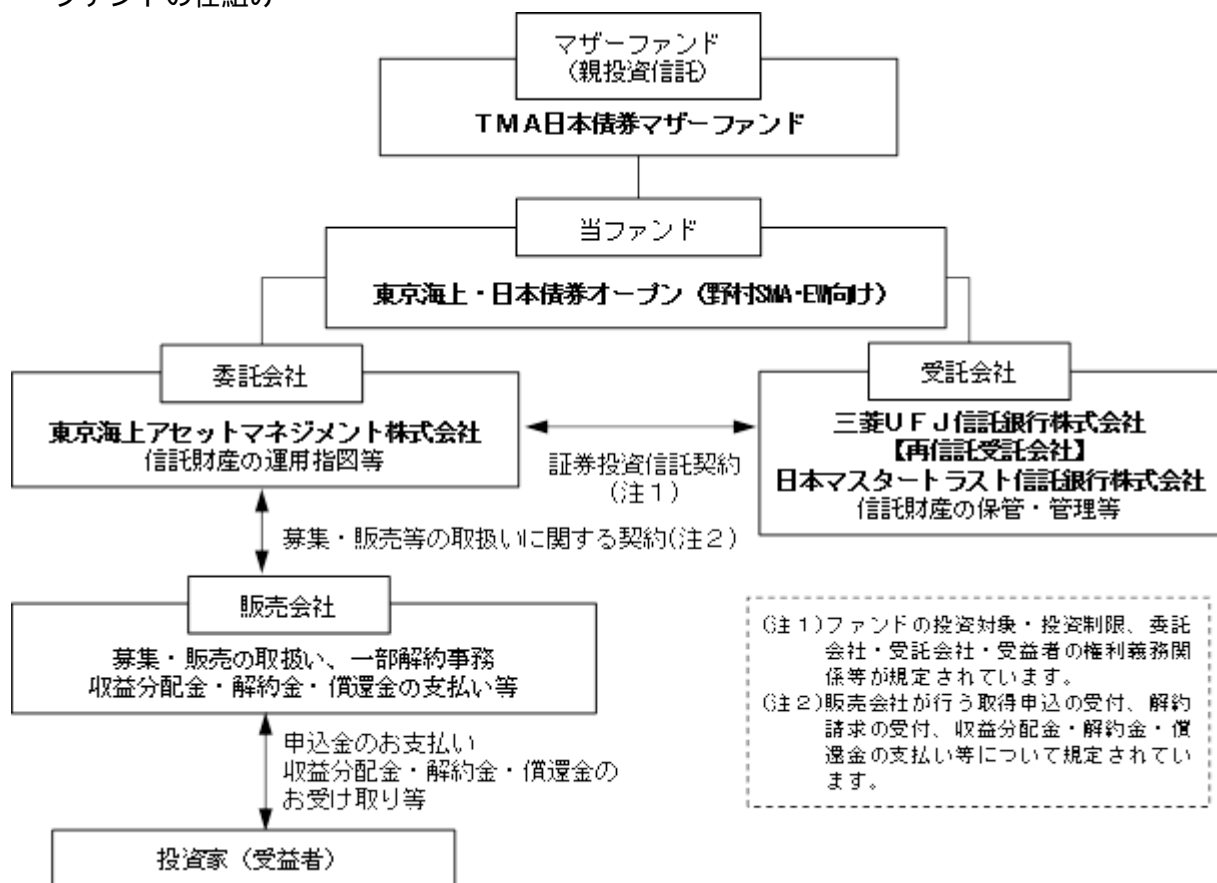 ファンドの仕組み
マザーファンド
(親投資信託)
TMA日本債券マザーファンド
当ファンド
東京海上・日本債券オープン(野村SMA・EW向け)
委託会社
東京海上アセットマネジメント株式会社
信託財産の運用指図等
受託会社
三菱UFJ信託銀行株式会社
【再信託受託会社】
日本マスタートラスト信託銀行株式会社
信託財産の保管・管理等
証券投資信託契約
(注1)
募集・販売等の取扱いに関する契約(注2)
販売会社
募集・販売の取扱い、一部解約事務
収益分配金・解約金・償還金の支払い等
申込金のお支払い
収益分配金・解約金・償還金の
お受け取り等
投資家(受益者)
(注1)ファンドの投資対象・投資制限、委託
会社・受託会社・受益者の権利義務関
係等が規定されています。
(注2)販売会社が行う取得申込の受付、解約
請求の受付、収益分配金・解約金・償
還金の支払い等について規定されてい
ます。